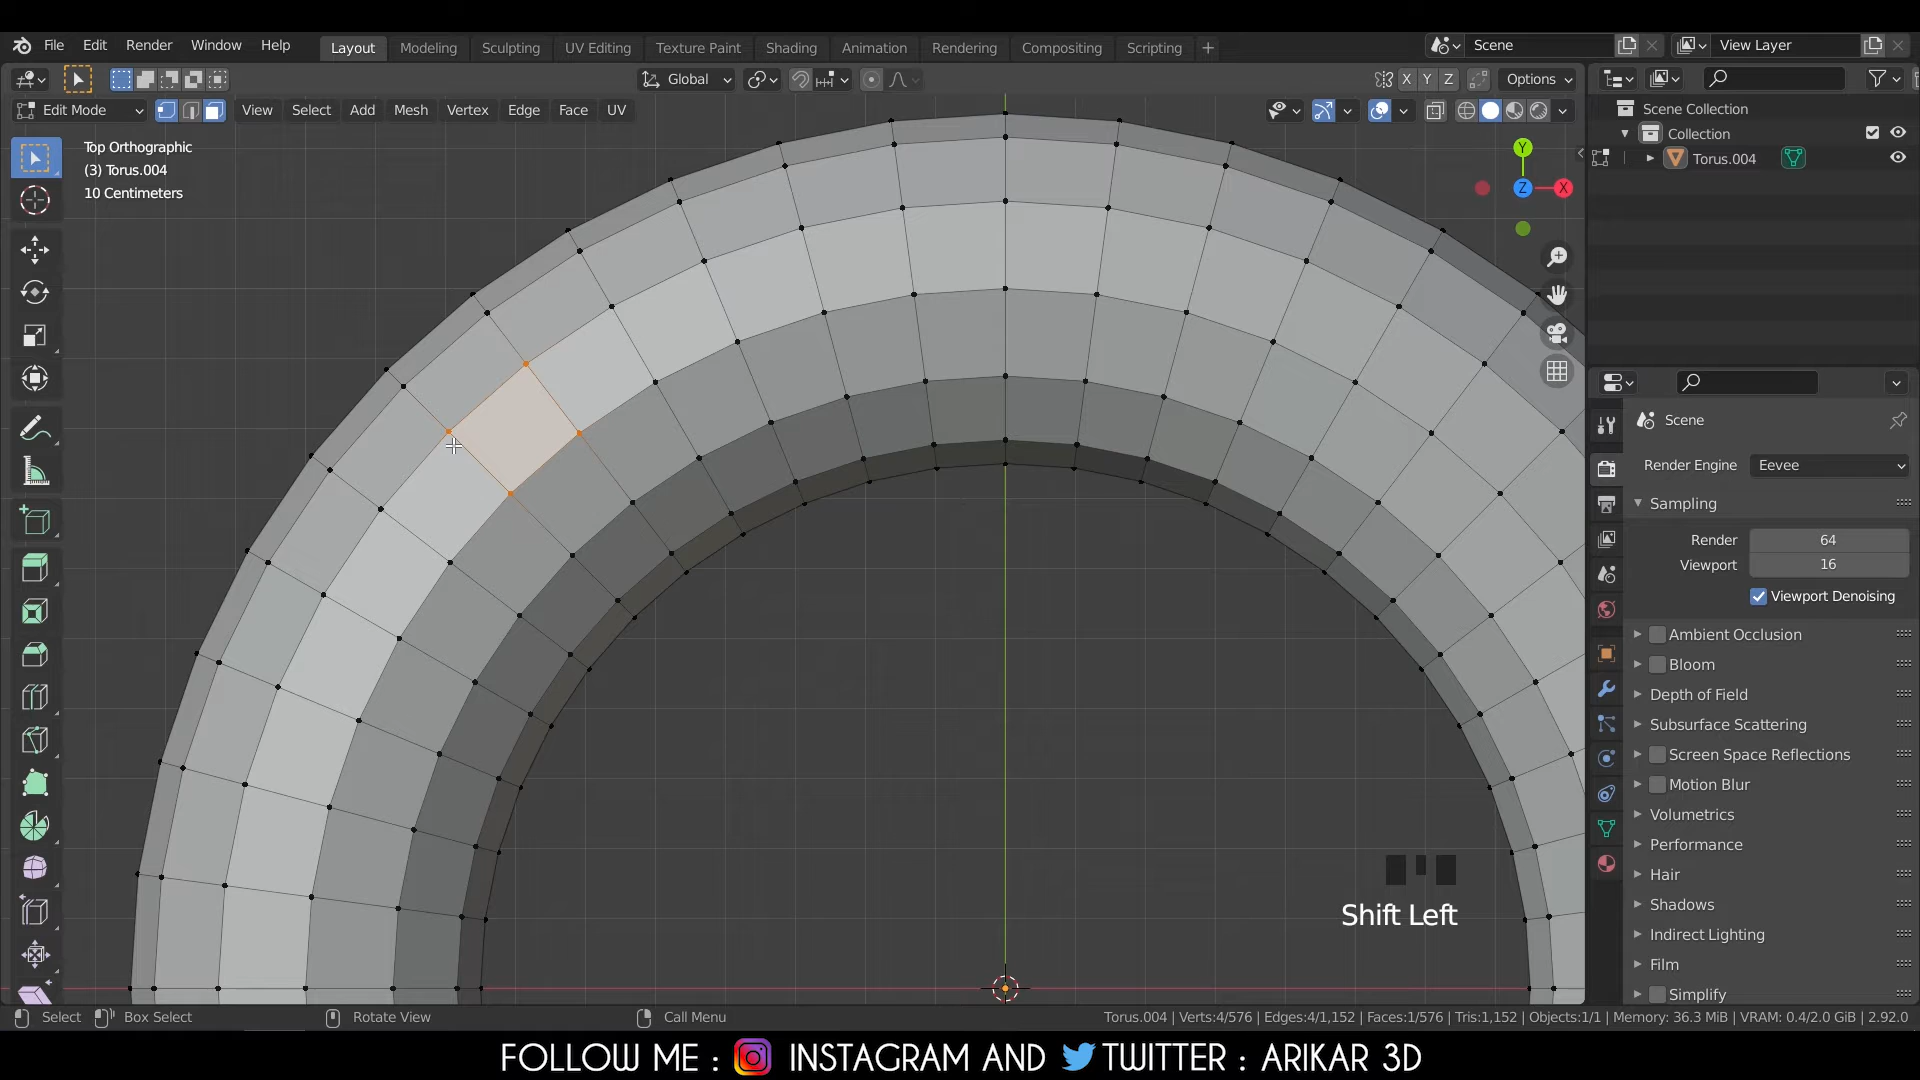 File Edit Render Window Help Layout Modeling Sculpting UV Editing Texture Paint Shading Animation Rendering Compositing Scripting + Scene View Layer
Global X Y Z Options
Edit Mode View Select Add Mesh Vertex Edge Face UV
Scene Collection
Collection
Torus.004
Top Orthographic
(3) Torus.004
10 Centimeters
Y
Z
X
Scene
Render Engine Eevee
Sampling
Render 64
Viewport 16
Viewport Denoising
Ambient Occlusion
Bloom
Depth of Field
Subsurface Scattering
Screen Space Reflections
Motion Blur
Volumetrics
Performance
Hair
Shadows
Indirect Lighting
Film
Simplify
Shift Left
Select Box Select Rotate View Call Menu Torus.004 | Verts:4/576 | Edges:4/1,152 | Faces:1/576 | Tris:1,152 | Objects:1/1 | Memory: 36.3 MiB | VRAM: 0.4/2.0 GiB | 2.92.0
FOLLOW ME : INSTAGRAM AND TWITTER : ARIKAR 3D